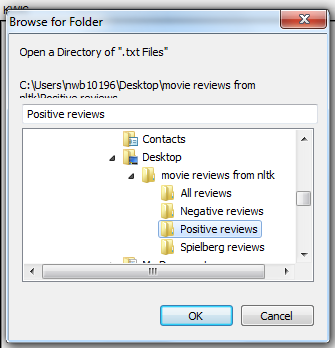 KWIC
Browse for Folder
Open a Directory of ".txt Files"
C:\Users\nwb10196\Desktop\movie reviews from
nltk\Positive reviews
Positive reviews
Contacts
Desktop
movie reviews from nltk
All reviews
Negative reviews
Positive reviews
Spielberg reviews
OK
Cancel